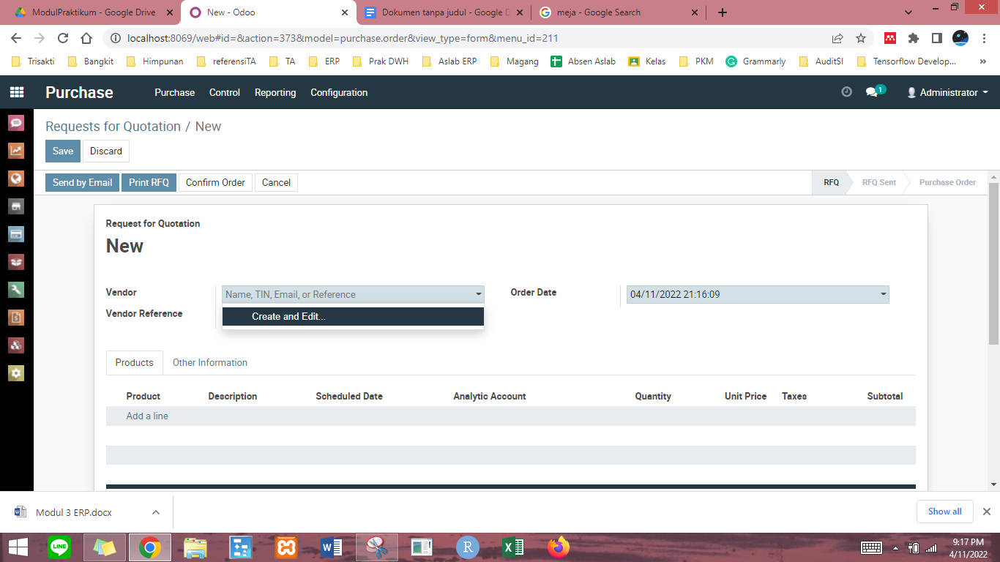 ModulPraktikum - Google Drive
New - Odoo
Dokumen tanpa judul - Google D
meja - Google Search
localhost:8069/web#id=&action=373&model=purchase.order&view_type=form&menu_id=211
Trisakti Bangkit Himpunan referensiTA TA ERP Prak DWH Aslab ERP Magang Absen Aslab Kelas PKM Grammarly AuditSI Tensorflow Develop... »
Purchase Purchase Control Reporting Configuration 1 Administrator
Requests for Quotation / New
Save Discard
Send by Email Print RFQ Confirm Order Cancel RFQ RFQ Sent Purchase Order
Request for Quotation
New
Vendor Name, TIN, Email, or Reference Order Date 04/11/2022 21:16:09
Vendor Reference Create and Edit...
Products Other Information
Product Description Scheduled Date Analytic Account Quantity Unit Price Taxes Subtotal
Add a line
Modul 3 ERP.docx Show all
LINE R 9:17 PM
4/11/2022